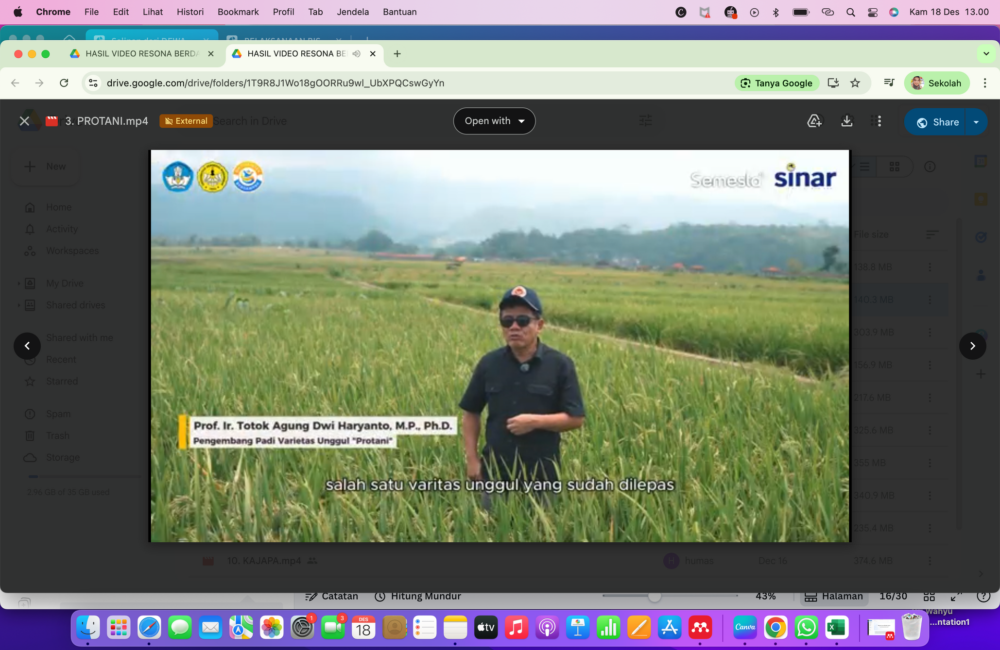 Chrome File Edit Lihat Histori Bookmark Profil Tab Jendela Bantuan
Kam 18 Des 13.00
HASIL VIDEO RESONA BERDA
HASIL VIDEO RESONA BE
drive.google.com/drive/folders/1T9R8J1Wo18gOORRu9wl_UbXPQCswGyYn
Tanya Google
Sekolah
3. PROTANI.mp4
External
Search in Drive
Open with
Share
New
Home
Activity
Workspaces
My Drive
Shared drives
Shared with me
Recent
Starred
Spam
Trash
Storage
2.96 GB of 35 GB used
Semesta
sinar
Prof. Ir. Totok Agung Dwi Haryanto, M.P., Ph.D.
Pengembang Padi Varietas Unggul "Protani"
salah satu varitas unggul yang sudah dilepas
File size
138.8 MB
140.3 MB
303.9 MB
156.9 MB
217.6 MB
325.6 MB
355 MB
340.9 MB
235.4 MB
10. KAJAPA.mp4
H
humas
Dec 16
374.6 MB
Catatan
Hitung Mundur
43%
Halaman
16/30
Wahyu
...ntation1
1
3
DES
18
tv
Canva